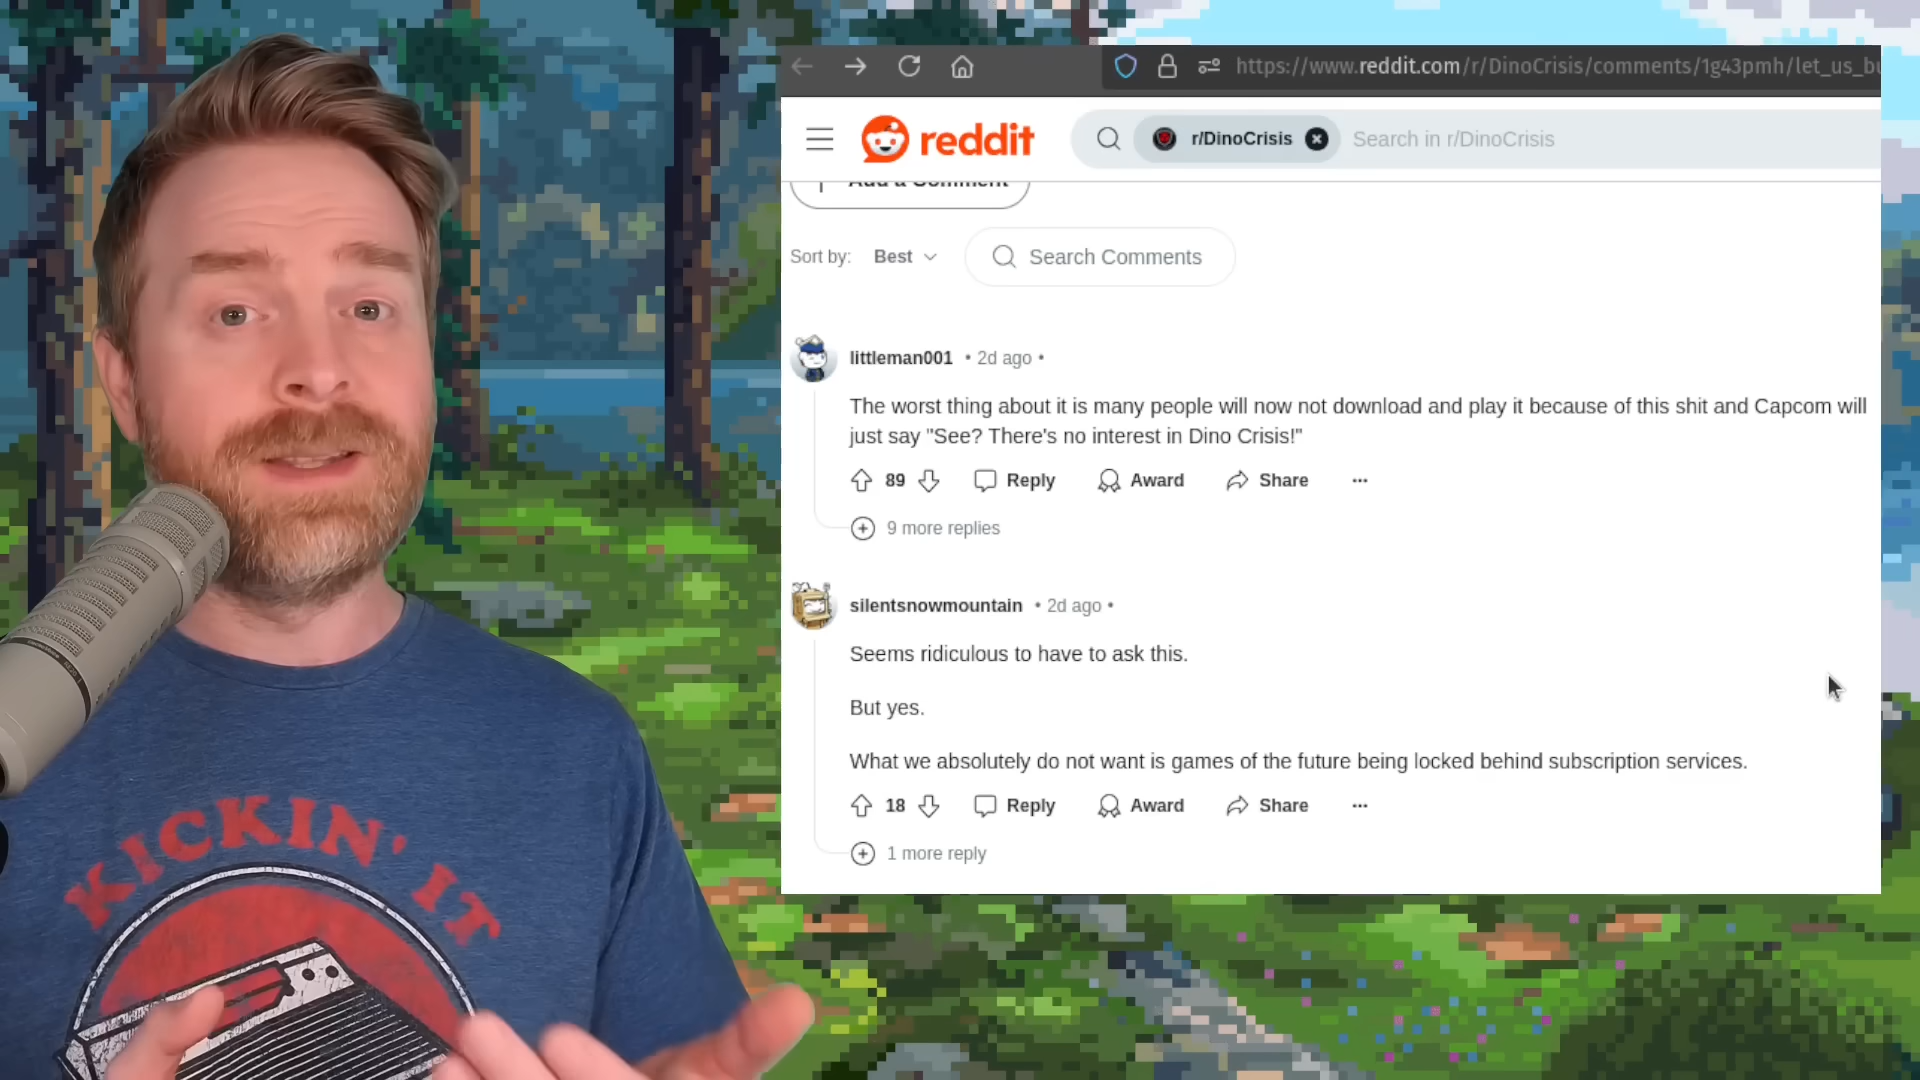 https://www.reddit.com/r/DinoCrisis/comments/1g43pmh/let_us_bu
reddit
r/DinoCrisis
Search in r/DinoCrisis
Add a Comment
Sort by:
Best
Search Comments
littleman001 • 2d ago •
The worst thing about it is many people will now not download and play it because of this shit and Capcom will
just say "See? There's no interest in Dino Crisis!"
89
Reply
Award
Share
9 more replies
silentsnowmountain • 2d ago •
Seems ridiculous to have to ask this.
But yes.
What we absolutely do not want is games of the future being locked behind subscription services.
18
Reply
Award
Share
1 more reply
KICKIN' IT